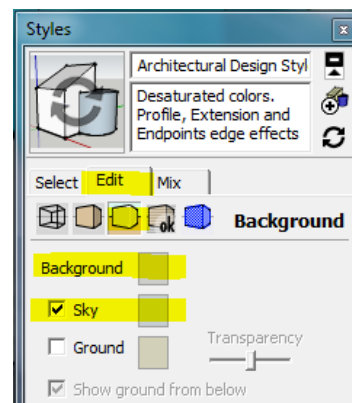 Styles
Architectural Design Styl
Desaturated colors.
Profile, Extension and
Endpoints edge effects
Select Edit Mix
ok Background
Background
Sky
Ground Transparency
Show ground from below